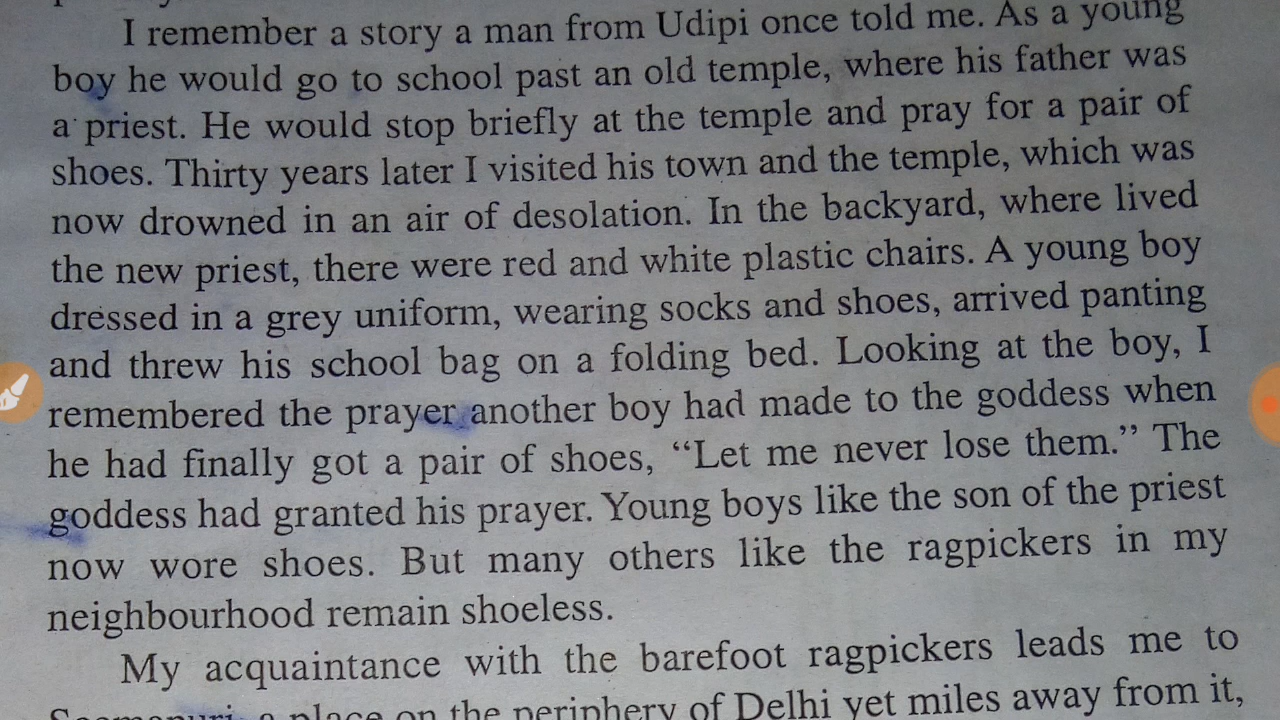 I remember a story a man from Udipi once told me. As a young
boy he would go to school past an old temple, where his father was
a priest. He would stop briefly at the temple and pray for a pair of
shoes. Thirty years later I visited his town and the temple, which was
now drowned in an air of desolation. In the backyard, where lived
the new priest, there were red and white plastic chairs. A young boy
dressed in a grey uniform, wearing socks and shoes, arrived panting
and threw his school bag on a folding bed. Looking at the boy, I
remembered the prayer another boy had made to the goddess when
he had finally got a pair of shoes, “Let me never lose them.” The
goddess had granted his prayer. Young boys like the son of the priest
now wore shoes. But many others like the ragpickers in my
neighbourhood remain shoeless.
My acquaintance with the barefoot ragpickers leads me to
Seemapuri, a place on the periphery of Delhi yet miles away from it,